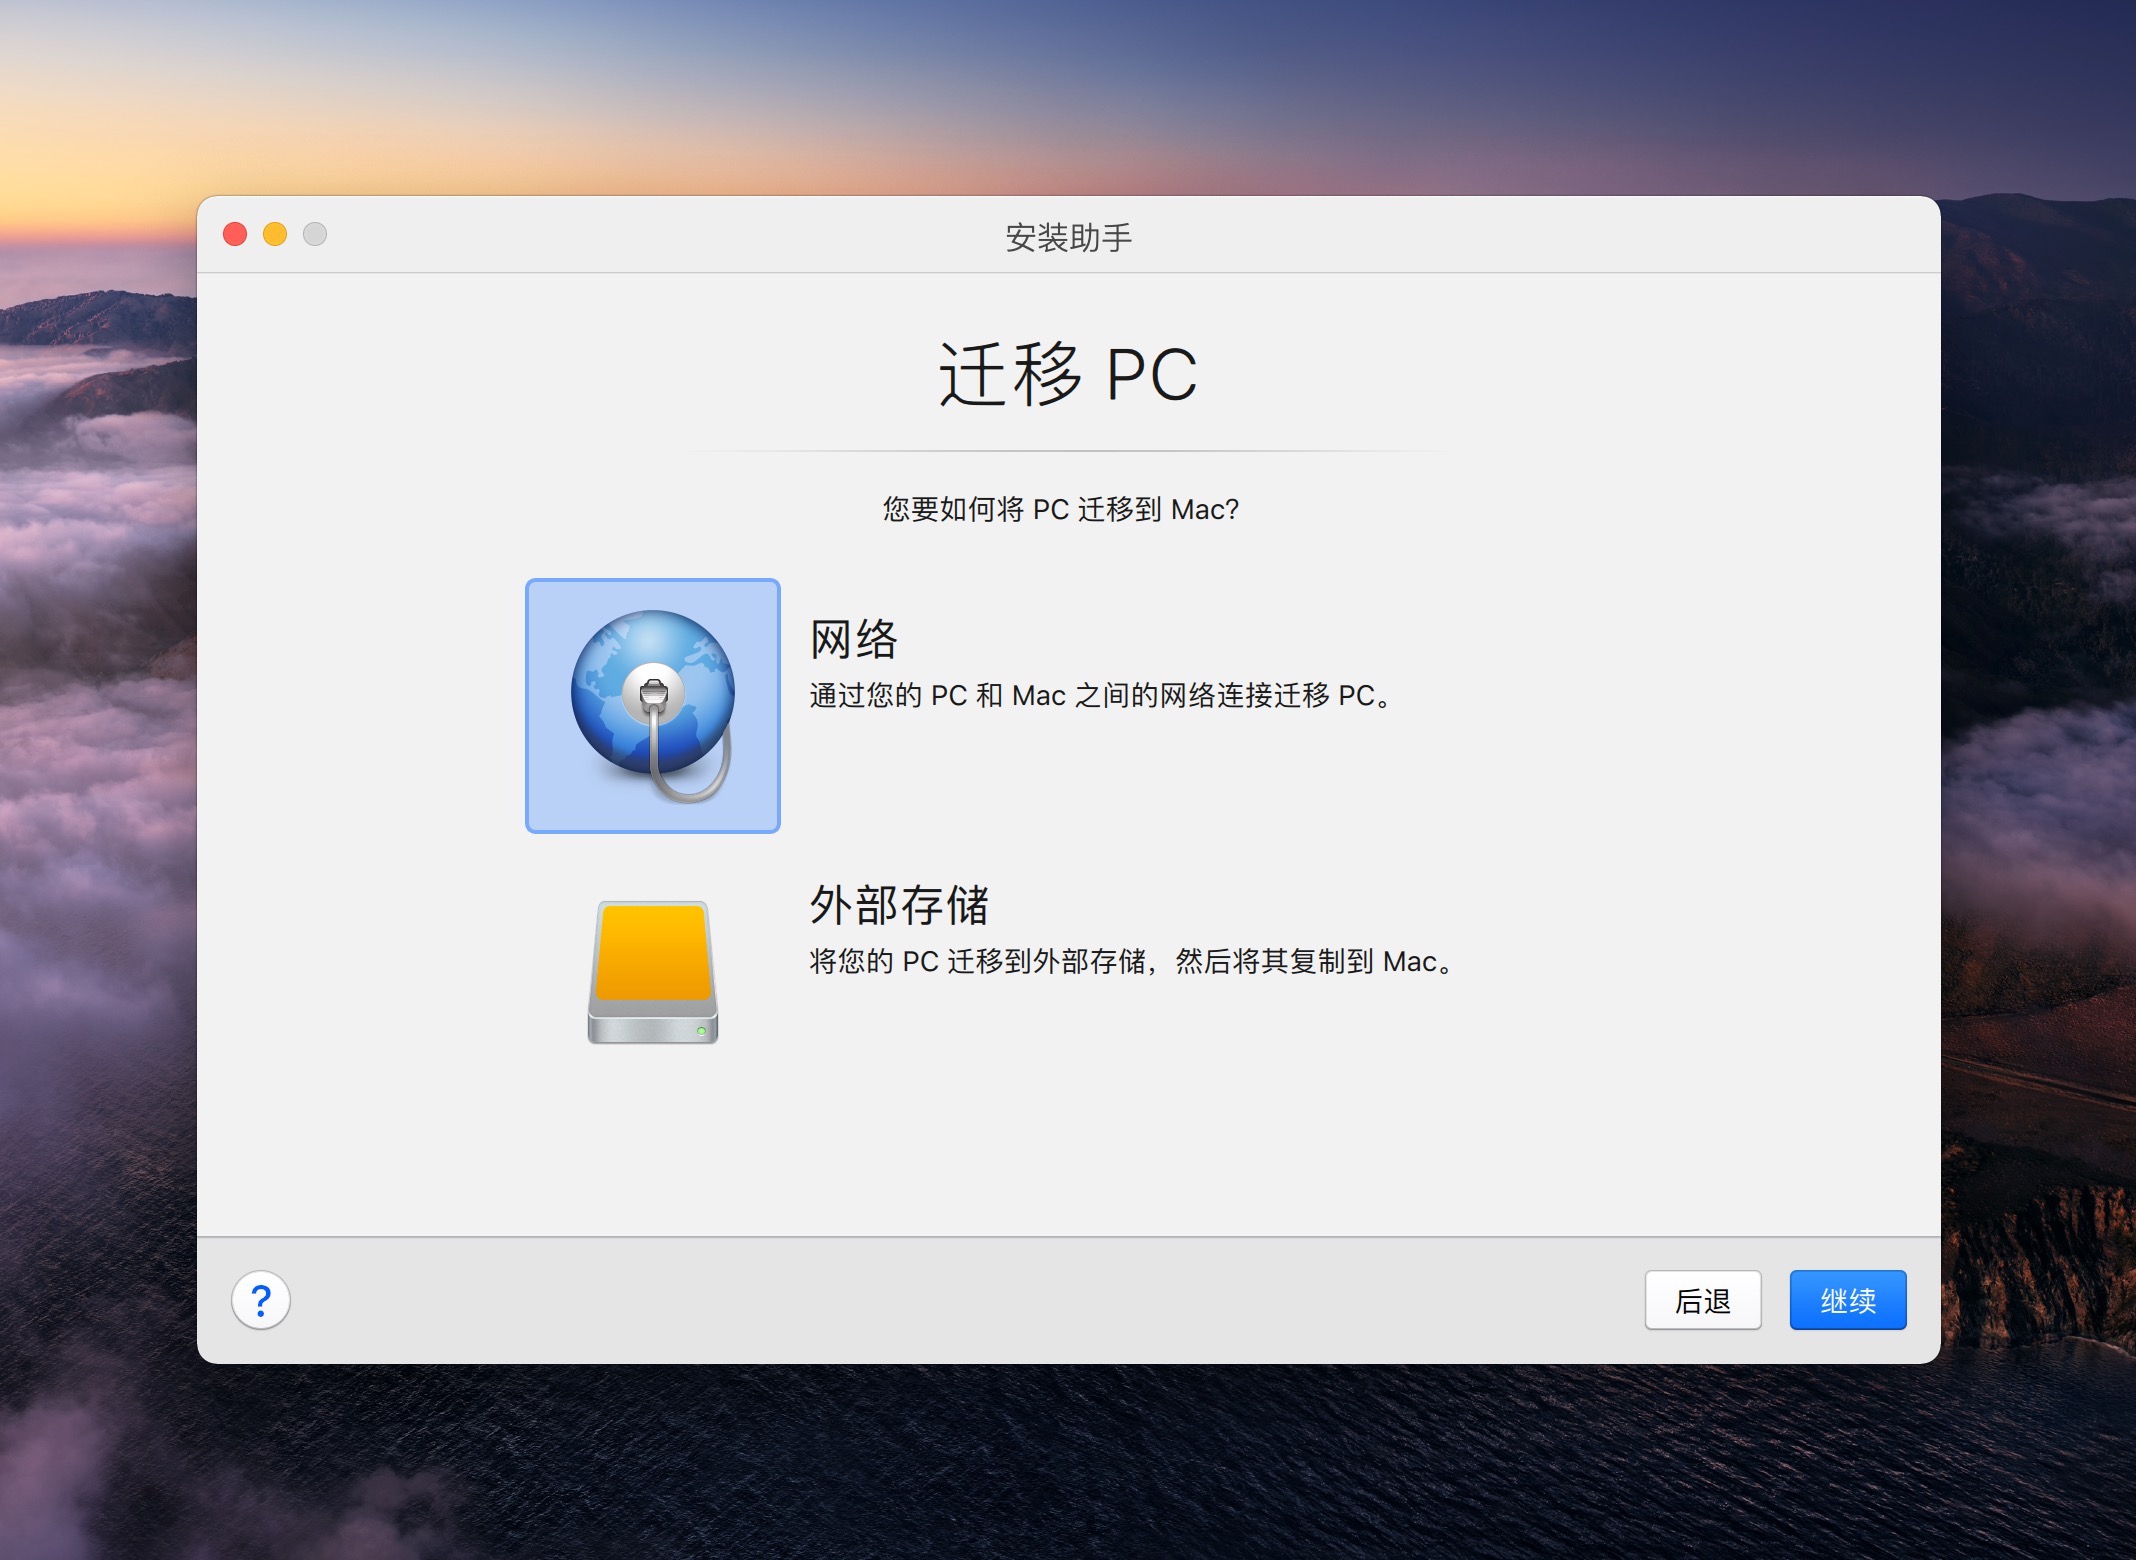 安装助手
迁移 PC
您要如何将 PC 迁移到 Mac?
网络
通过您的 PC 和 Mac 之间的网络连接迁移 PC。
外部存储
将您的 PC 迁移到外部存储，然后将其复制到 Mac。
?
后退
继续